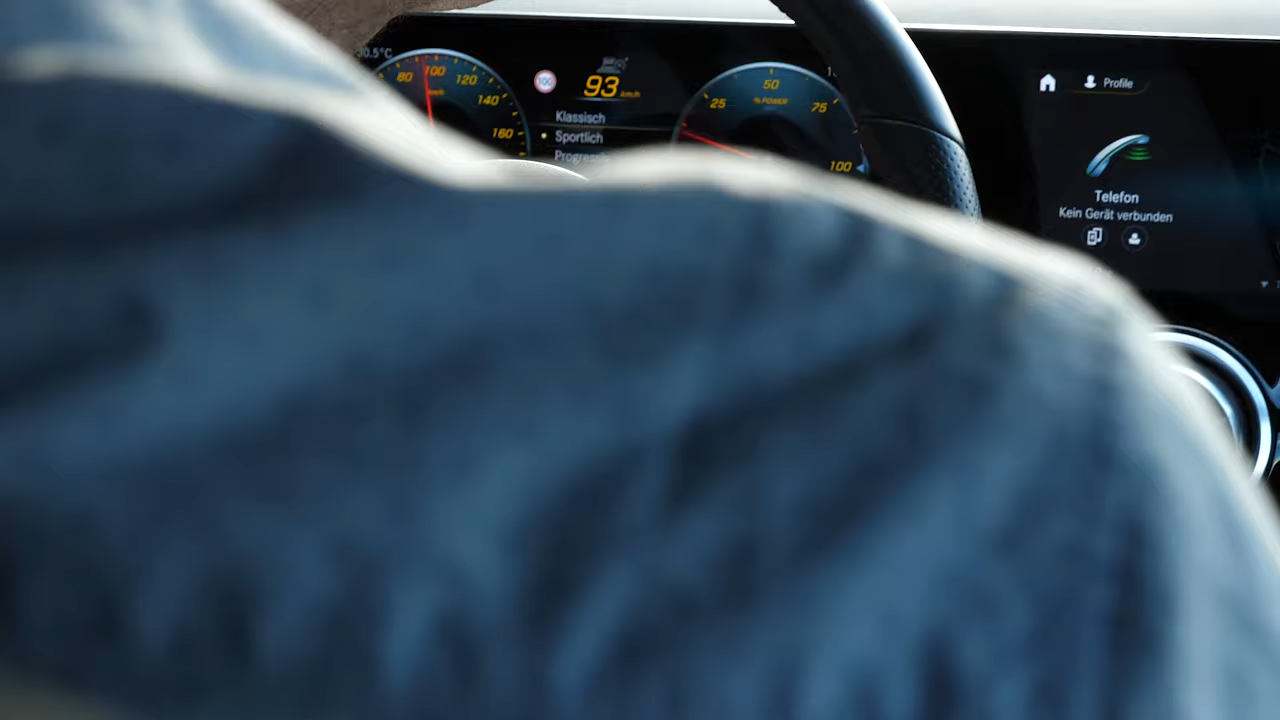 0.5°C
80
100
120
140
160
km/h
100
93 km/h
Klassisch
Sportlich
25
50
75
100
% POWER
Profile
Telefon
Kein Gerät verbunden